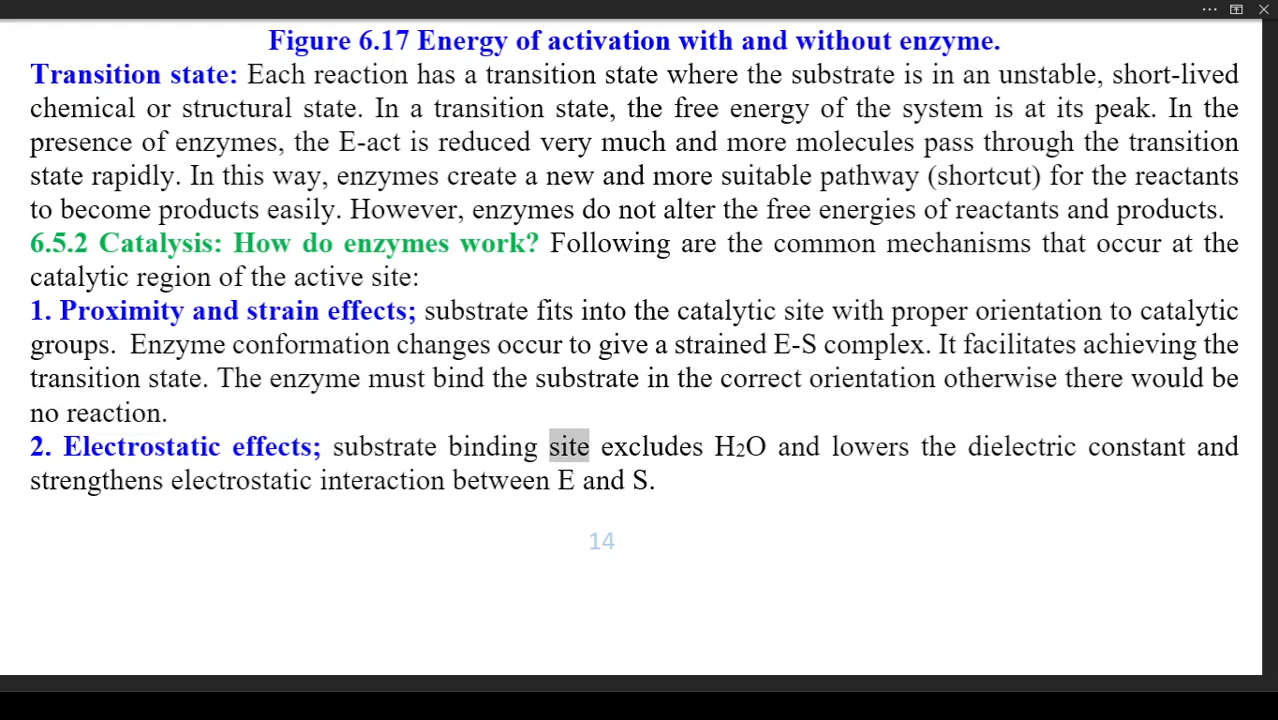 Figure 6.17 Energy of activation with and without enzyme.
Transition state: Each reaction has a transition state where the substrate is in an unstable, short-lived
chemical or structural state. In a transition state, the free energy of the system is at its peak. In the
presence of enzymes, the E-act is reduced very much and more molecules pass through the transition
state rapidly. In this way, enzymes create a new and more suitable pathway (shortcut) for the reactants
to become products easily. However, enzymes do not alter the free energies of reactants and products.
6.5.2 Catalysis: How do enzymes work? Following are the common mechanisms that occur at the
catalytic region of the active site:
1. Proximity and strain effects; substrate fits into the catalytic site with proper orientation to catalytic
groups.  Enzyme conformation changes occur to give a strained E-S complex. It facilitates achieving the
transition state. The enzyme must bind the substrate in the correct orientation otherwise there would be
no reaction.
2. Electrostatic effects; substrate binding site excludes H2O and lowers the dielectric constant and
strengthens electrostatic interaction between E and S.
14